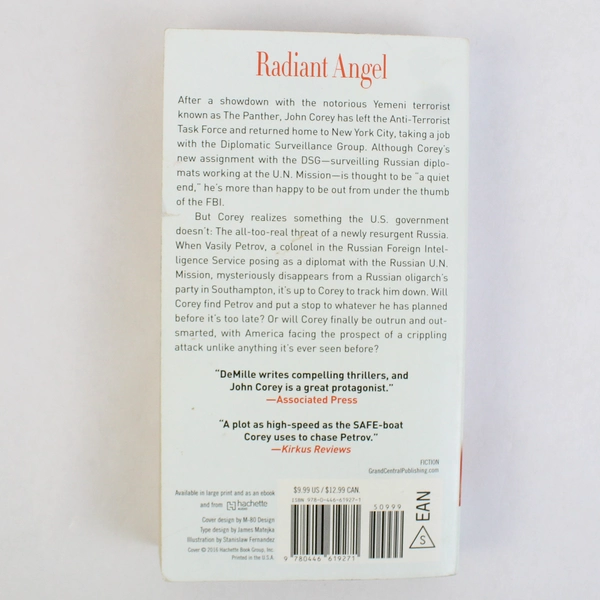 Radiant Angel
After a showdown with the notorious Yemeni terrorist
known as The Panther, John Corey has left the Anti-Terrorist
Task Force and returned home to New York City, taking a job
with the Diplomatic Surveillance Group. Although Corey's
new assignment with the DSG—surveilling Russian diplo-
mats working at the U.N. Mission—is thought to be "a quiet
end," he's more than happy to be out from under the thumb
of the FBI.
But Corey realizes something the U.S. government
doesn't: The all-too-real threat of a newly resurgent Russia.
When Vasily Petrov, a colonel in the Russian Foreign Intel-
ligence Service posing as a diplomat with the Russian U.N.
Mission, mysteriously disappears from a Russian oligarch's
party in Southampton, it's up to Corey to track him down. Will
Corey find Petrov and put a stop to whatever he has planned
before it's too late? Or will Corey finally be outrun and out-
smarted, with America facing the prospect of a crippling
attack unlike anything it's ever seen before?
"DeMille writes compelling thrillers, and
John Corey is a great protagonist."
—Associated Press
"A plot as high-speed as the SAFE-boat
Corey uses to chase Petrov."
—Kirkus Reviews
FICTION
GrandCentralPublishing.com
Available in large print and as an ebook
and from hachette
AUDIO
Cover design by M-80 Design
Type design by James Matejka
Illustration by Stanislaw Fernandez
Cover © 2016 Hachette Book Group, Inc.
Printed in the U.S.A.
$9.99 US / $12.99 CAN.
ISBN 978-0-446-61927-1
50999
9 780446 619271
S EAN